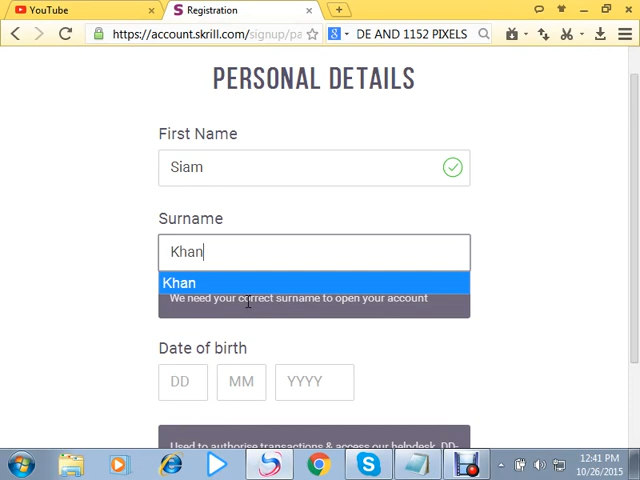 YouTube
Registration
https://account.skrill.com/signup/pa
DE AND 1152 PIXELS
PERSONAL DETAILS
First Name
Siam
Surname
Khan
Khan
We need your correct surname to open your account
Date of birth
DD MM YYYY
Used to authorise transactions & access our helpdesk. DD-
12:41 PM
10/26/2015